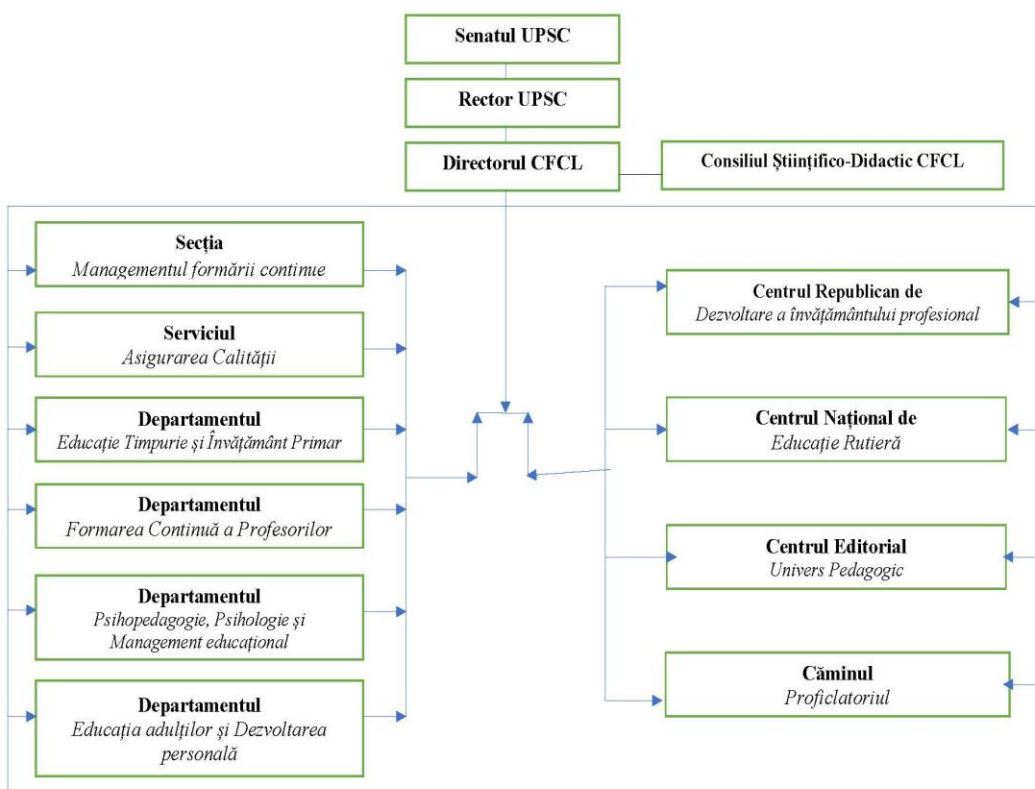 Senatul UPSC
Rector UPSC
Directorul CFCL
Consiliul Științifico-Didactic CFCL
Secția
Managementul formării continue
Serviciul
Asigurarea Calității
Departamentul
Educație Timpurie și Învățământ Primar
Departamentul
Formarea Continuă a Profesorilor
Departamentul
Psihopedagogie, Psihologie și
Management educațional
Departamentul
Educația adulților și Dezvoltarea
personală
Centrul Republican de
Dezvoltare a învățământului profesional
Centrul Național de
Educație Rutieră
Centrul Editorial
Univers Pedagogic
Căminul
Proficlatoriul